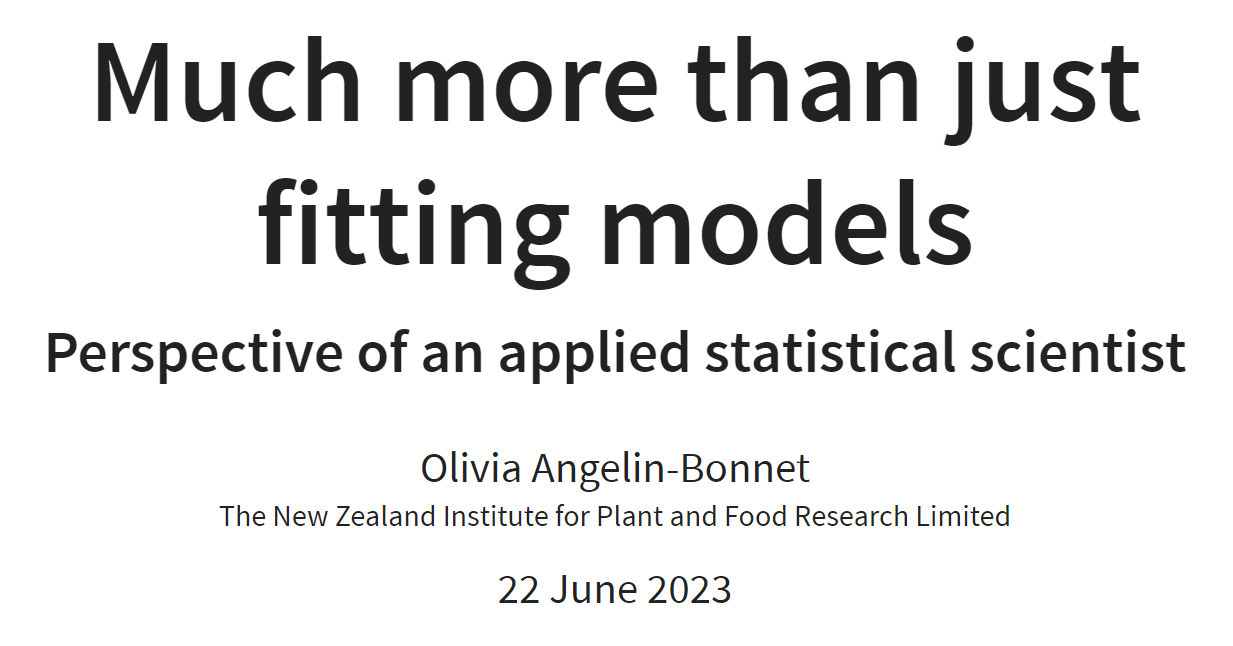 Much more than just
fitting models
Perspective of an applied statistical scientist
Olivia Angelin-Bonnet
The New Zealand Institute for Plant and Food Research Limited
22 June 2023